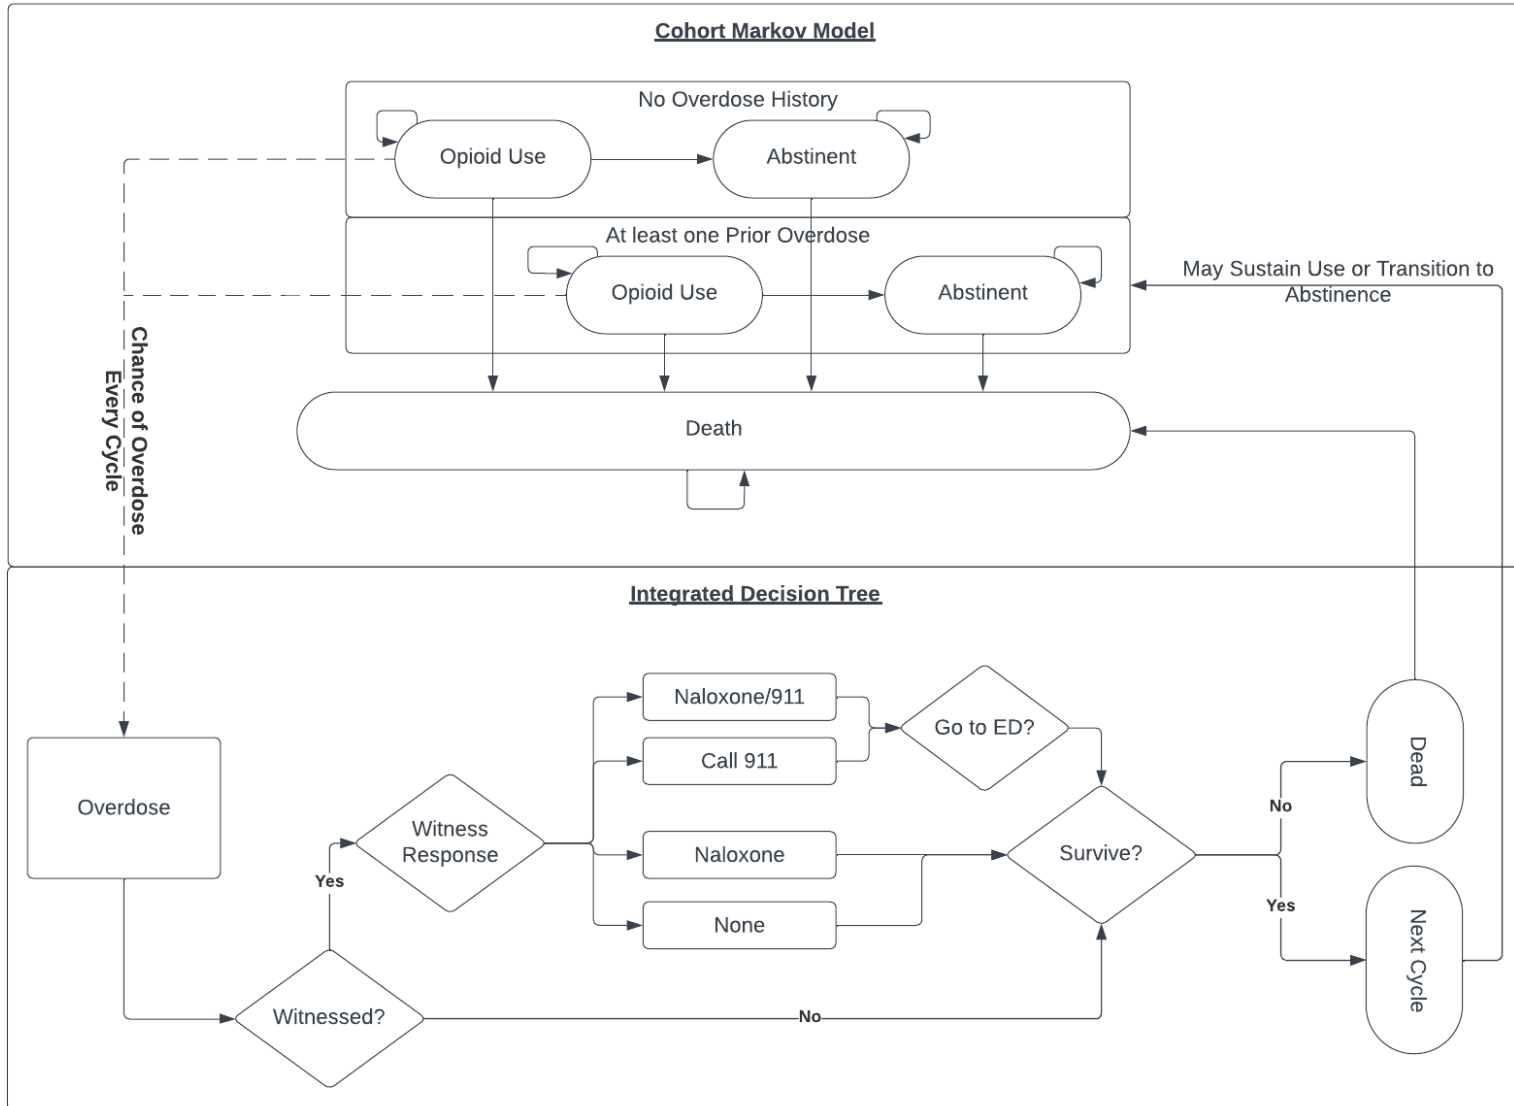 Cohort Markov Model
No Overdose History
Opioid Use
Abstinent
At least one Prior Overdose
Opioid Use
Abstinent
May Sustain Use or Transition to
Abstinence
Chance of Overdose
Every Cycle
Death
Integrated Decision Tree
Naloxone/911
Go to ED?
Call 911
Dead
Overdose
Witness
Response
No
Naloxone
Survive?
Yes
Yes
None
Next Cycle
Witnessed?
No